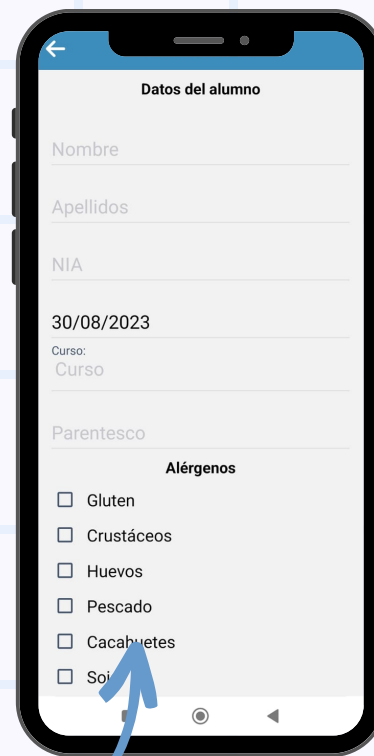 Datos del alumno
Nombre
Apellidos
NIA
30/08/2023
Curso:
Curso
Parentesco
Alérgenos
Gluten
Crustáceos
Huevos
Pescado
Cacahuetes